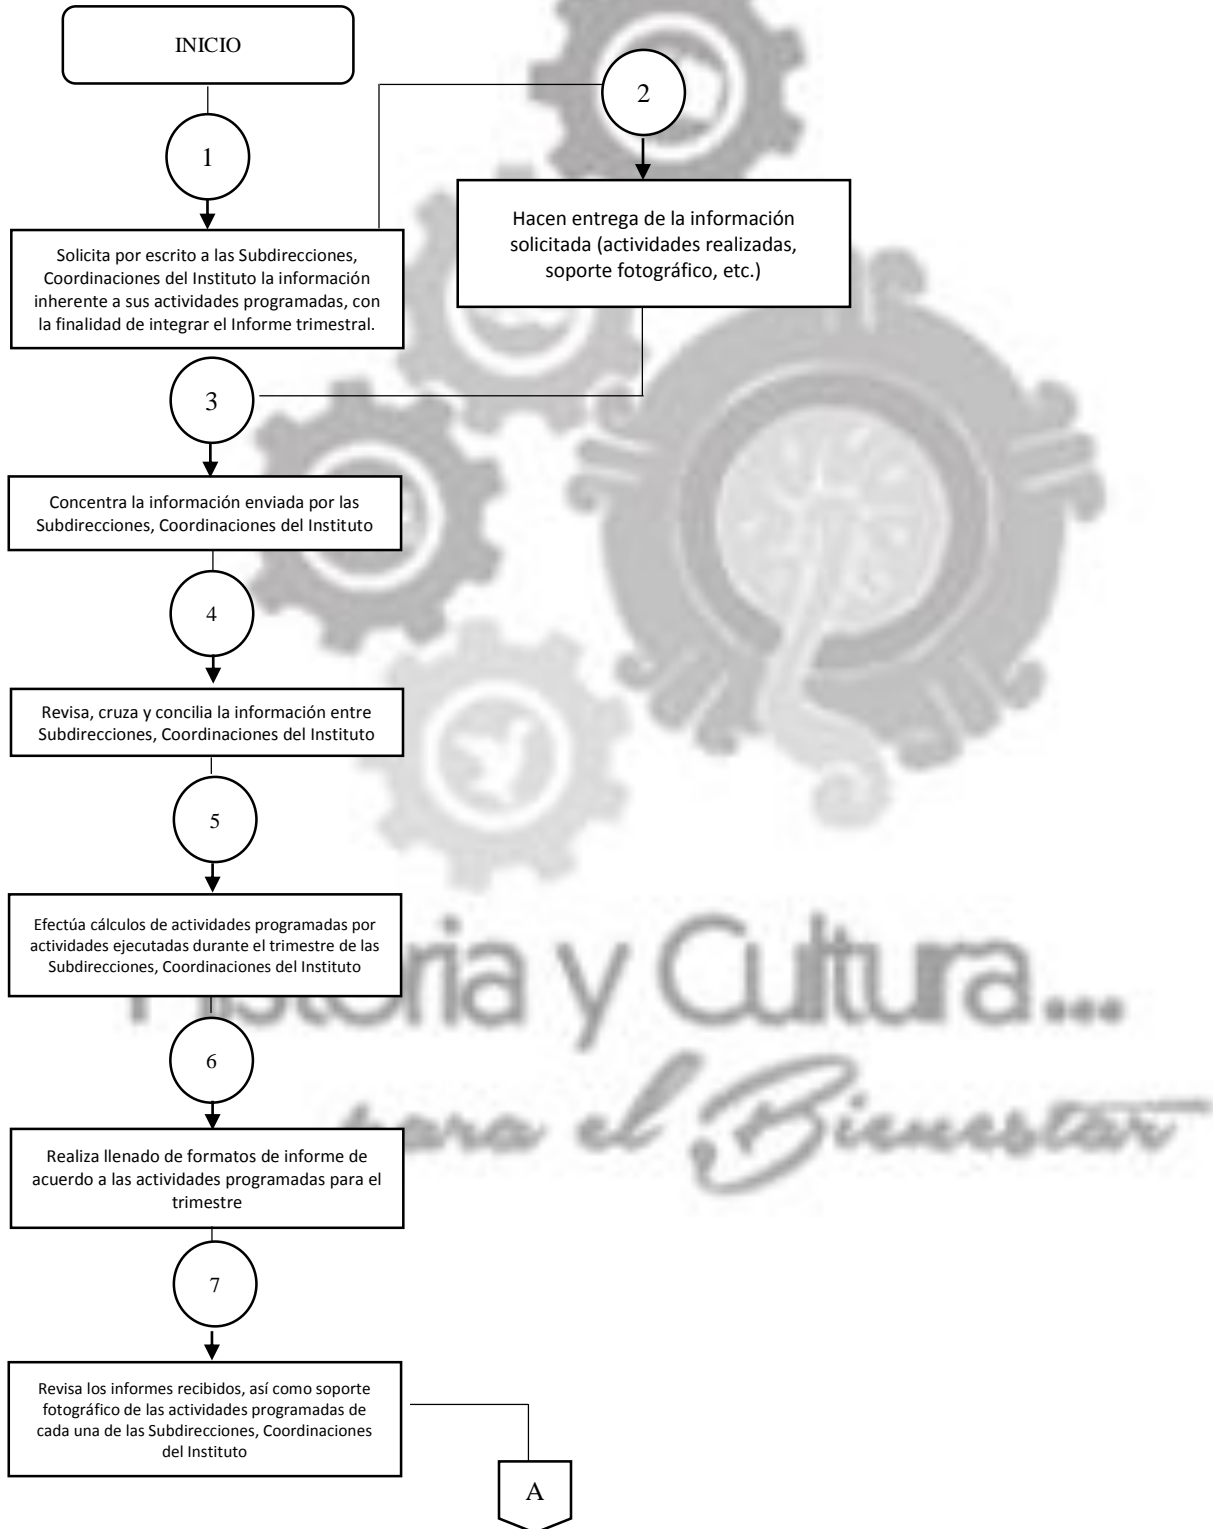 INICIO
1
Solicita por escrito a las Subdirecciones,
Coordinaciones del Instituto la información
inherente a sus actividades programadas, con
la finalidad de integrar el Informe trimestral.
2
Hacen entrega de la información
solicitada (actividades realizadas,
soporte fotográfico, etc.)
3
Concentra la información enviada por las
Subdirecciones, Coordinaciones del Instituto
4
Revisa, cruza y concilia la información entre
Subdirecciones, Coordinaciones del Instituto
5
Efectúa cálculos de actividades programadas por
actividades ejecutadas durante el trimestre de las
Subdirecciones, Coordinaciones del Instituto
Historia y Cultura...
para el Bienestar
6
Realiza llenado de formatos de informe de
acuerdo a las actividades programadas para el
trimestre
7
Revisa los informes recibidos, así como soporte
fotográfico de las actividades programadas de
cada una de las Subdirecciones, Coordinaciones
del Instituto
A